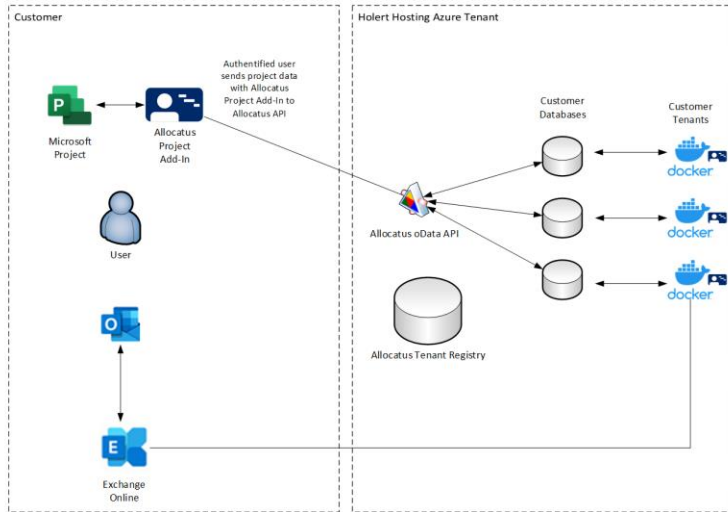 Customer
Holert Hosting Azure Tenant
Authentified user
sends project data
with Allocatus
Project Add-In to
Allocatus API
P
Microsoft
Project
Allocatus
Project
Add-In
Customer
Databases
Customer
Tenants
docker
User
Allocatus oData API
docker
docker
O
Allocatus Tenant Registry
E
Exchange
Online